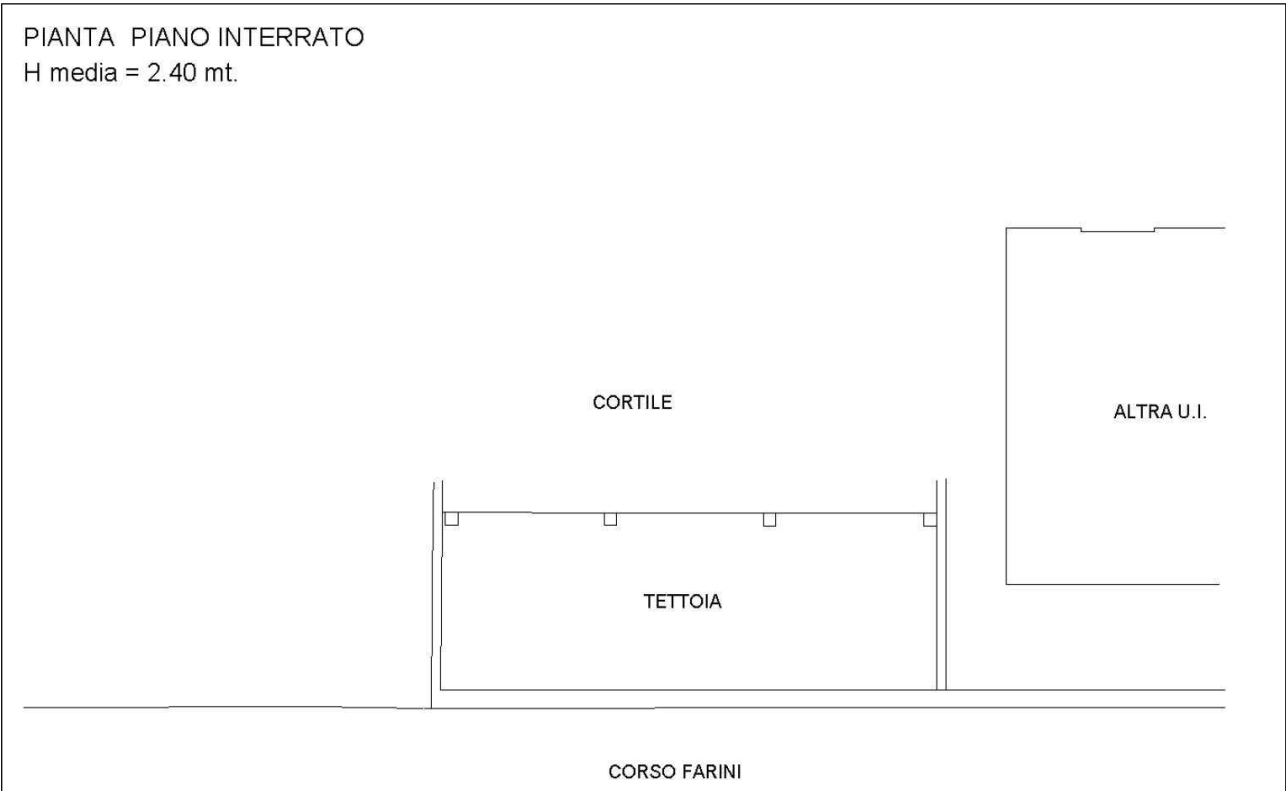 PIANTA PIANO INTERRATO
H media = 2.40 mt.
CORTILE
ALTRA U.I.
TETTOIA
CORSO FARINI